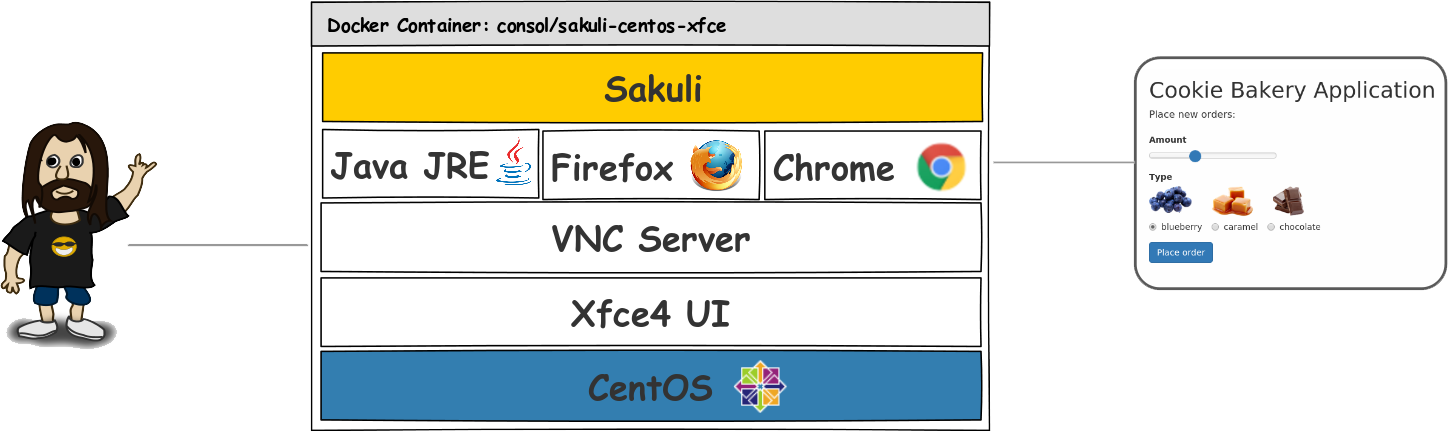 Docker Container: consol/sakuli-centos-xfce
Sakuli
Java JRE
Firefox
Chrome
VNC Server
Xfce4 UI
CentOS
Cookie Bakery Application
Place new orders:
Amount
Type
blueberry caramel chocolate
Place order